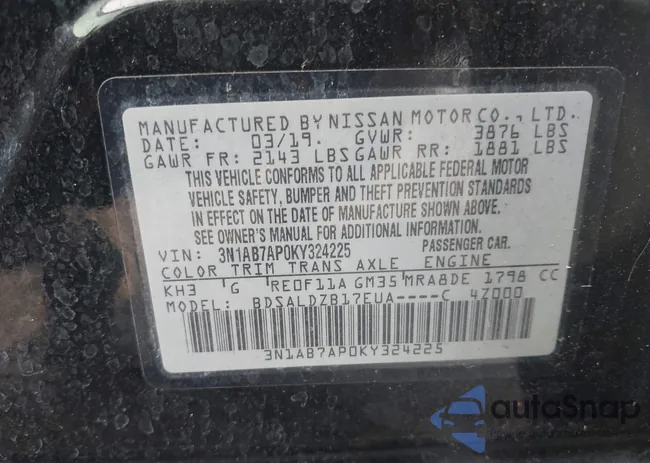 MANUFACTURED BY NISSAN MOTOR CO., LTD.
DATE: 03/19. GVWR: 3876 LBS
GAWR FR: 2143 LBS GAWR RR: 1881 LBS
THIS VEHICLE CONFORMS TO ALL APPLICABLE FEDERAL MOTOR
VEHICLE SAFETY, BUMPER AND THEFT PREVENTION STANDARDS
IN EFFECT ON THE DATE OF MANUFACTURE SHOWN ABOVE.
SEE OWNER'S MANUAL FOR ADDITIONAL INFORMATION.
VIN: 3N1AB7AP0KY324225 PASSENGER CAR.
COLOR TRIM TRANS AXLE ENGINE
KH3 G RE0F11A GM35 MRA8DE 1798 CC
MODEL: BDSALDZB17EUA----C 4Z000
3N1AB7AP0KY324225
autoSnap